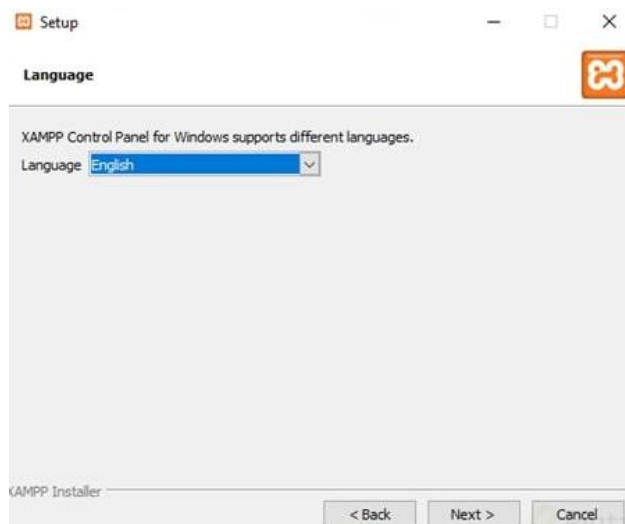 Setup
Language
XAMPP Control Panel for Windows supports different languages.
Language English
XAMPP Installer
< Back Next > Cancel